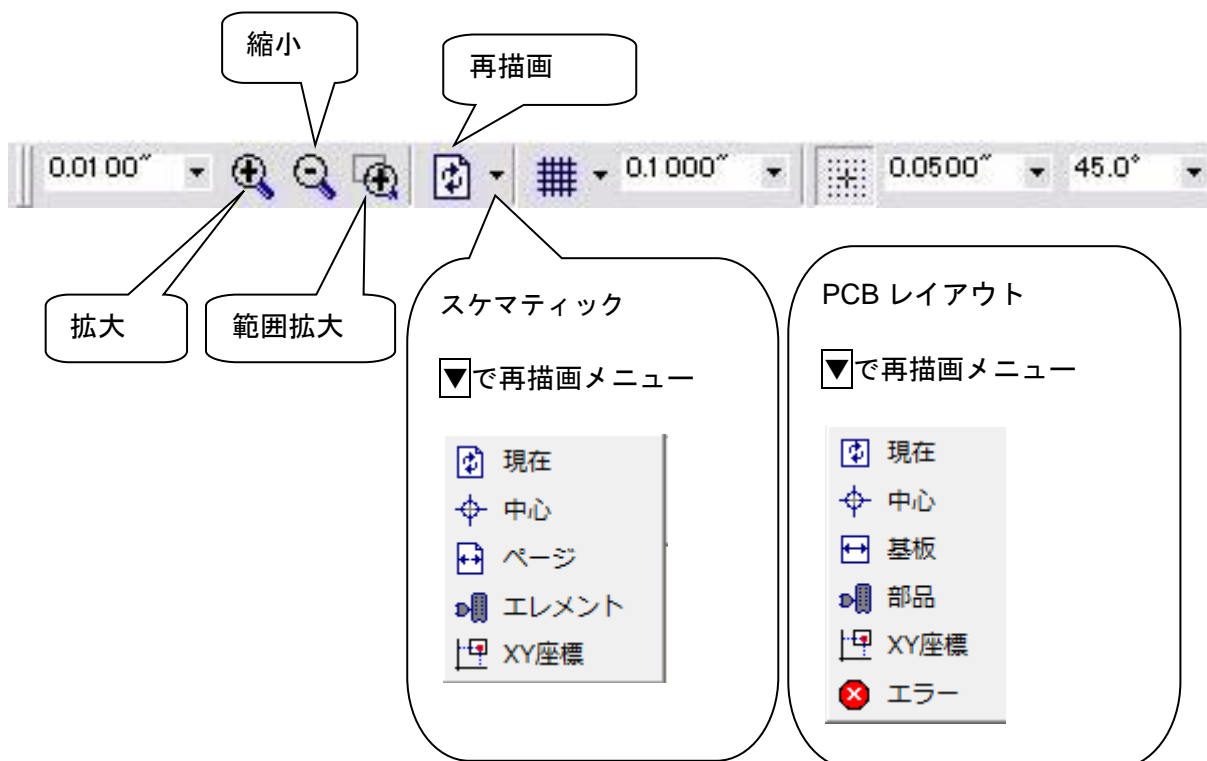 縮小
再描画
0.0100″
0.1000″
0.0500″
45.0°
拡大
範囲拡大
スケマティック
▼で再描画メニュー
現在
中心
ページ
エレメント
XY座標
PCB レイアウト
▼で再描画メニュー
現在
中心
基板
部品
XY座標
エラー